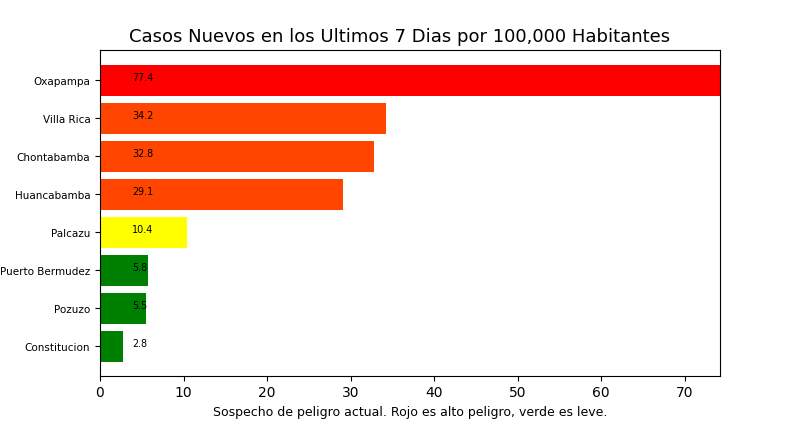 Casos Nuevos en los Ultimos 7 Dias por 100,000 Habitantes
Oxapampa 77.4
Villa Rica 34.2
Chontabamba 32.8
Huancabamba 29.1
Palcazu 10.4
Puerto Bermudez 5.8
Pozuzo 5.5
Constitucion 2.8
0 10 20 30 40 50 60 70
Sospecho de peligro actual. Rojo es alto peligro, verde es leve.